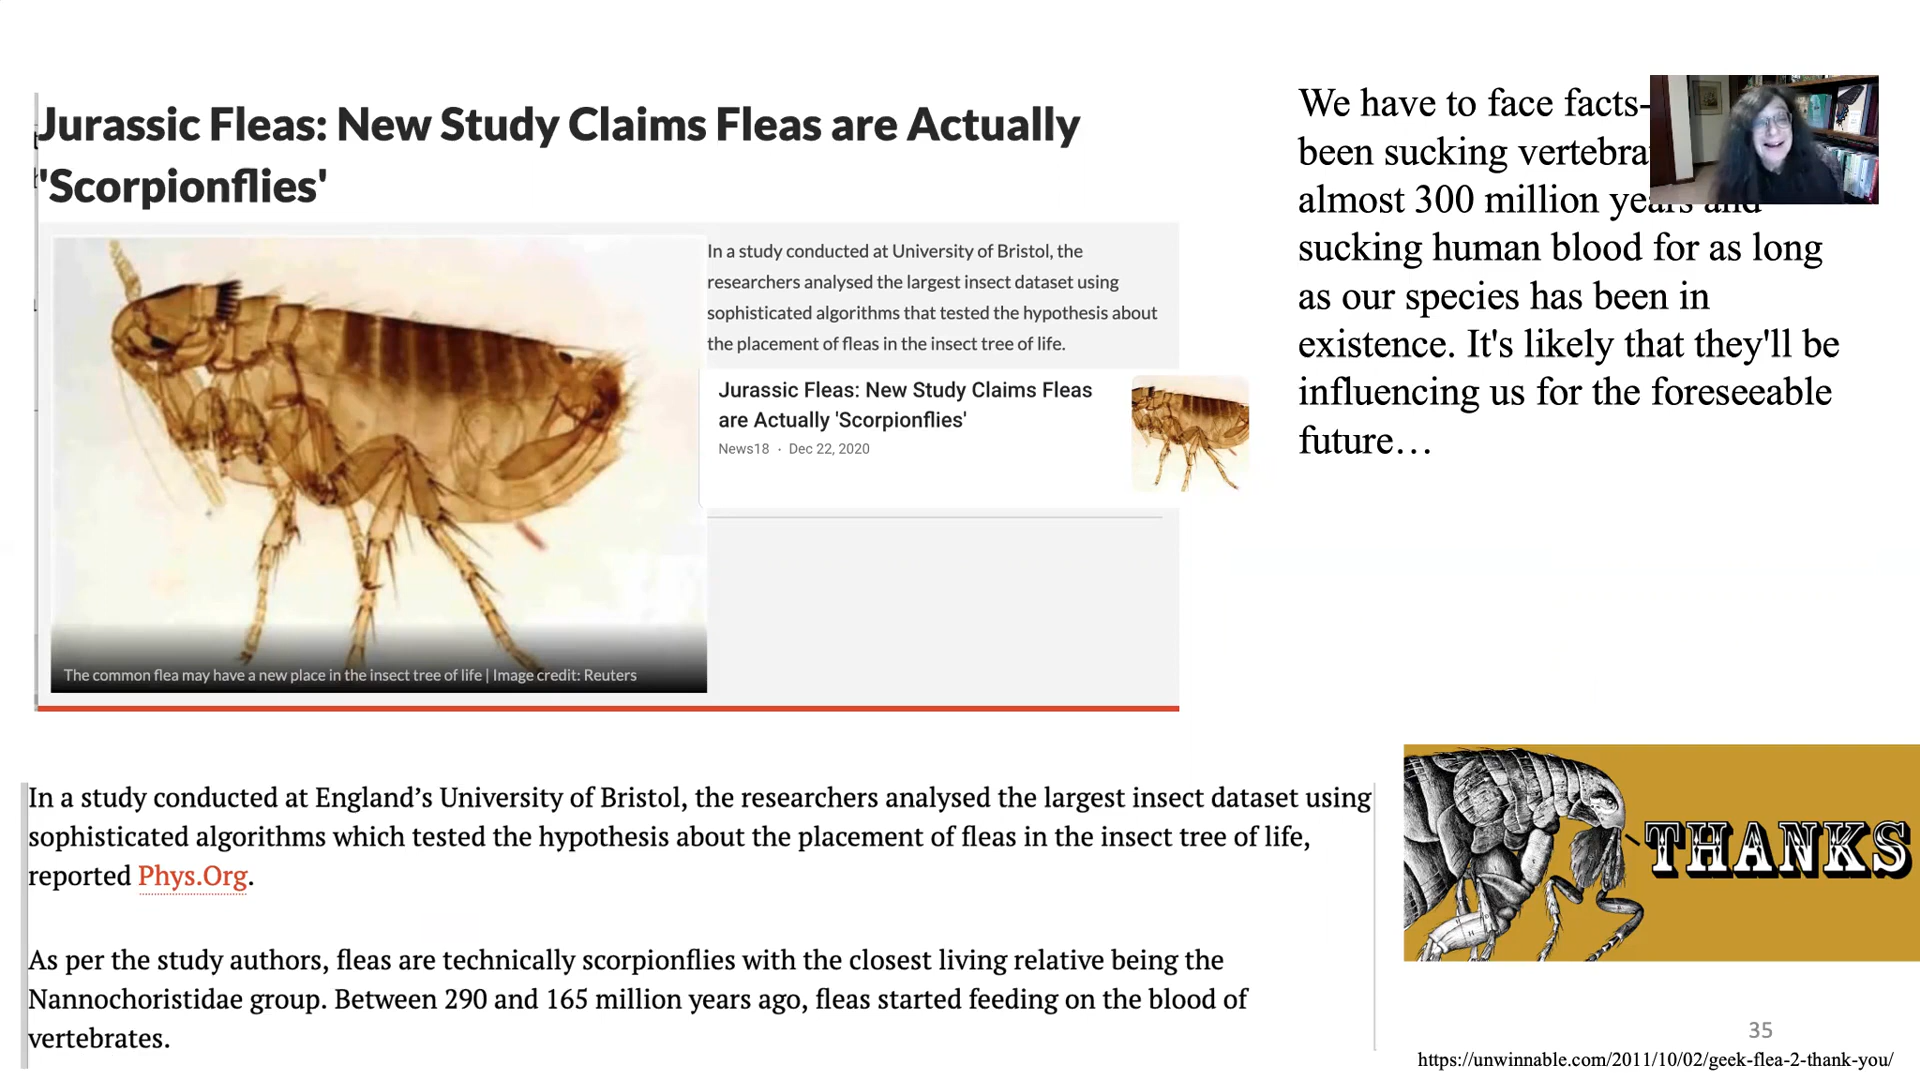 Jurassic Fleas: New Study Claims Fleas are Actually
'Scorpionflies'
In a study conducted at University of Bristol, the
researchers analysed the largest insect dataset using
sophisticated algorithms that tested the hypothesis about
the placement of fleas in the insect tree of life.
Jurassic Fleas: New Study Claims Fleas
are Actually 'Scorpionflies'
News18 · Dec 22, 2020
The common flea may have a new place in the insect tree of life | Image credit: Reuters
We have to face facts-
been sucking
almost 300 million years and
sucking human blood for as long
as our species has been in
existence. It's likely that they'll be
influencing us for the foreseeable
future…
In a study conducted at England’s University of Bristol, the researchers analysed the largest insect dataset using
sophisticated algorithms which tested the hypothesis about the placement of fleas in the insect tree of life,
reported Phys.Org.
As per the study authors, fleas are technically scorpionflies with the closest living relative being the
Nannochoristidae group. Between 290 and 165 million years ago, fleas started feeding on the blood of
vertebrates.
THANKS
35
https://unwinnable.com/2011/10/02/geek-flea-2-thank-you/